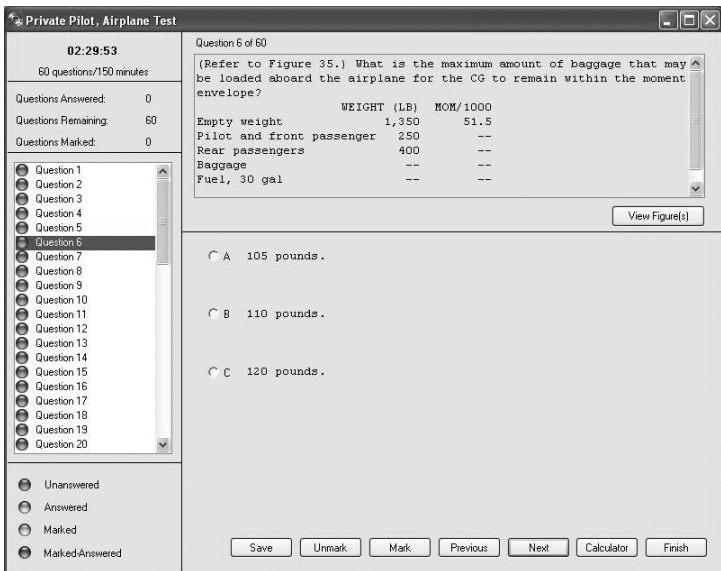 Private Pilot, Airplane Test
02:29:53
60 questions/150 minutes
Questions Answered: 0
Questions Remaining: 60
Questions Marked: 0
Question 1
Question 2
Question 3
Question 4
Question 5
Question 6
Question 7
Question 8
Question 9
Question 10
Question 11
Question 12
Question 13
Question 14
Question 15
Question 16
Question 17
Question 18
Question 19
Question 20
Unanswered
Answered
Marked
Marked-Answered
Question 6 of 60
(Refer to Figure 35.) What is the maximum amount of baggage that may
be loaded aboard the airplane for the CG to remain within the moment
envelope?
WEIGHT (LB) MOM/1000
Empty weight 1,350 51.5
Pilot and front passenger 250 --
Rear passengers 400 --
Baggage -- --
Fuel, 30 gal -- --
View Figure(s)
A 105 pounds.
B 110 pounds.
C 120 pounds.
Save Unmark Mark Previous Next Calculator Finish